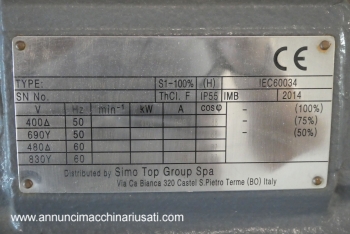 CE
TYPE: S1-100% (H) IEC60034
SN No. ThCl. F IP55 IMB 2014
V Hz min⁻¹ kW A cosφ - (100%)
400Δ 50 - (75%)
690Y 50 - (50%)
480Δ 60
830Y 60
Distributed by Simo Top Group Spa
Via Ca Bianca 320 Castel S.Pietro Terme (BO) Italy
www.annuncimacchinariusati.com